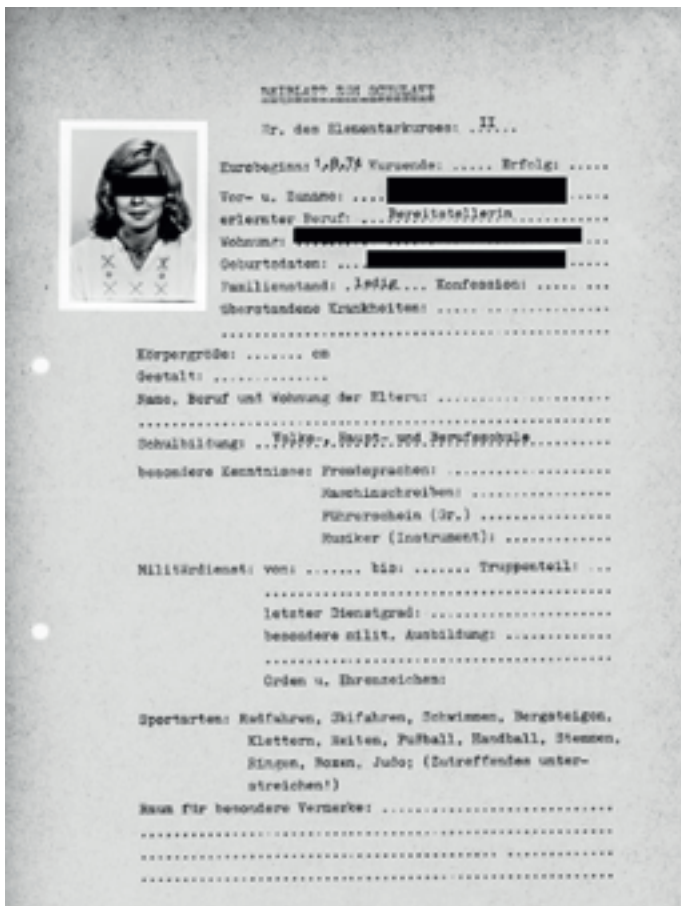 BEIBLATT ZUM SCHULAKT
Nr. des Elementarkurses: .II...
Kursbeginn: 1.8.74 Kursende: ..... Erfolg: .....
Vor- u. Zuname: ....
erlernter Beruf: ...Bereitstellerin
Wohnung:
Geburtsdaten: ....
Familienstand: .ledig... Konfession: ..... ...
überstandene Krankheiten: ......................
Körpergröße: ....... cm
Gestalt: ..............
Name, Beruf und Wohnung der Eltern: .....................
Schulbildung: ..Volks-, Haupt- und Berufsschule..........
besondere Kenntnisse: Fremdsprachen: ...................
Maschinschreiben: .................
Führerschein (Gr.) ................
Musiker (Instrument): ..............
Militärdienst: von: ....... bis: ....... Truppenteil: ...
letzter Dienstgrad: ......................
besondere milit. Ausbildung: .............
Orden u. Ehrenzeichen:
Sportarten: Radfahren, Skifahren, Schwimmen, Bergsteigen,
Klettern, Reiten, Fußball, Handball, Stemmen,
Ringen, Boxen, Judo; (Zutreffendes unter-
streichen!)
Raum für besondere Vermerke: ............................